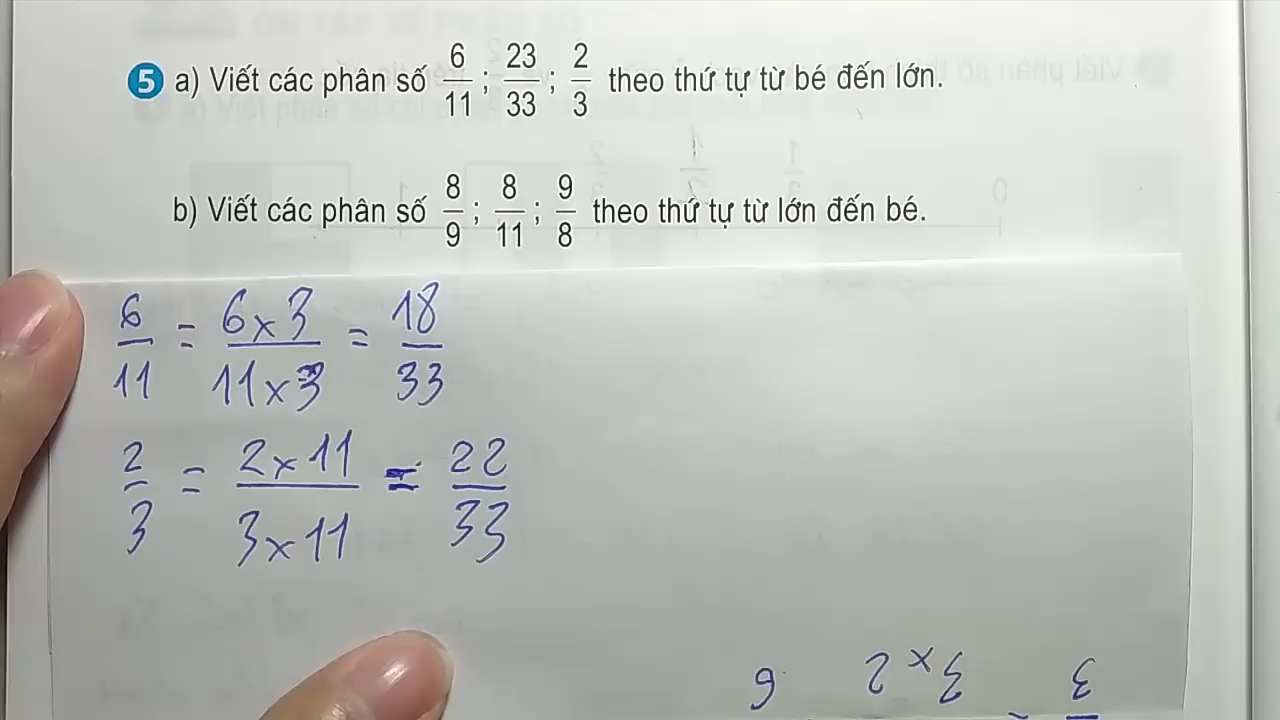 5 a) Viết các phân số 6/11 ; 23/33 ; 2/3 theo thứ tự từ bé đến lớn.
b) Viết các phân số 8/9 ; 8/11 ; 9/8 theo thứ tự từ lớn đến bé.
6/11 = 6 x 3 / 11 x 3 = 18/33
2/3 = 2 x 11 / 3 x 11 = 22/33